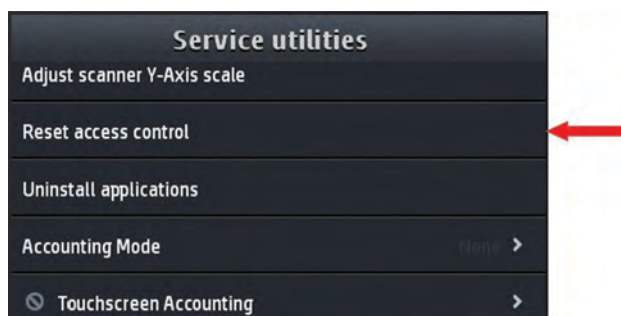 Service utilities
Adjust scanner Y-Axis scale
Reset access control
Uninstall applications
Accounting Mode None
Touchscreen Accounting